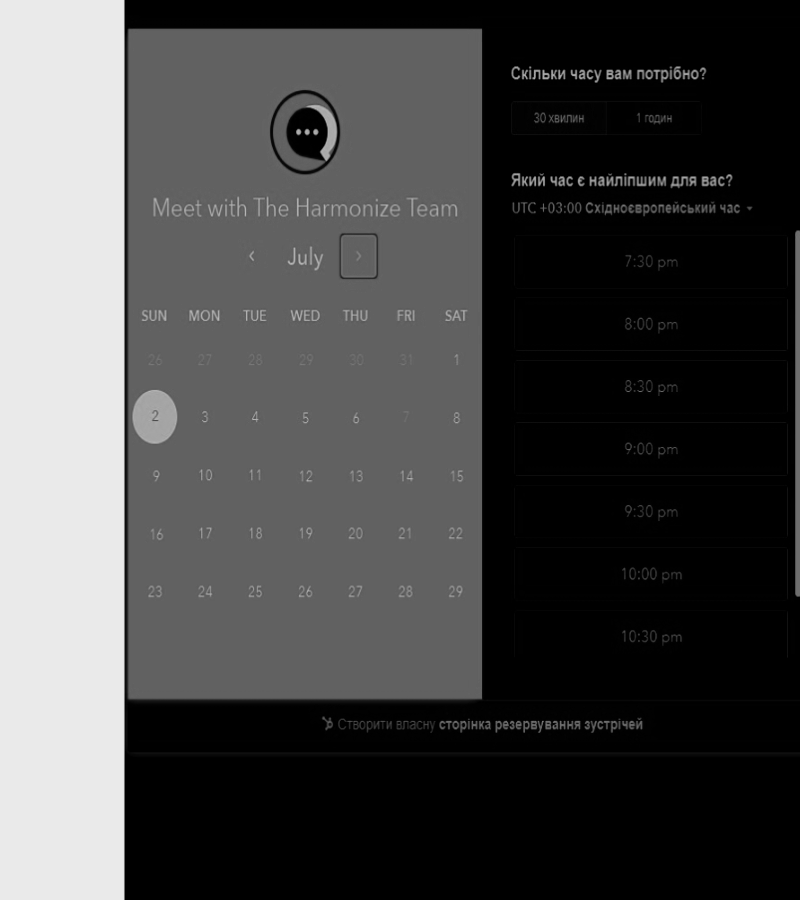 Meet with The Harmonize Team
July
SUN MON TUE WED THU FRI SAT
26 27 28 29 30 31 1
2 3 4 5 6 7 8
9 10 11 12 13 14 15
16 17 18 19 20 21 22
23 24 25 26 27 28 29
Скільки часу вам потрібно?
30 хвилин 1 годин
Який час є найліпшим для вас?
UTC +03:00 Східноєвропейський час
7:30 pm
8:00 pm
8:30 pm
9:00 pm
9:30 pm
10:00 pm
10:30 pm
Створити власну сторінка резервування зустрічей